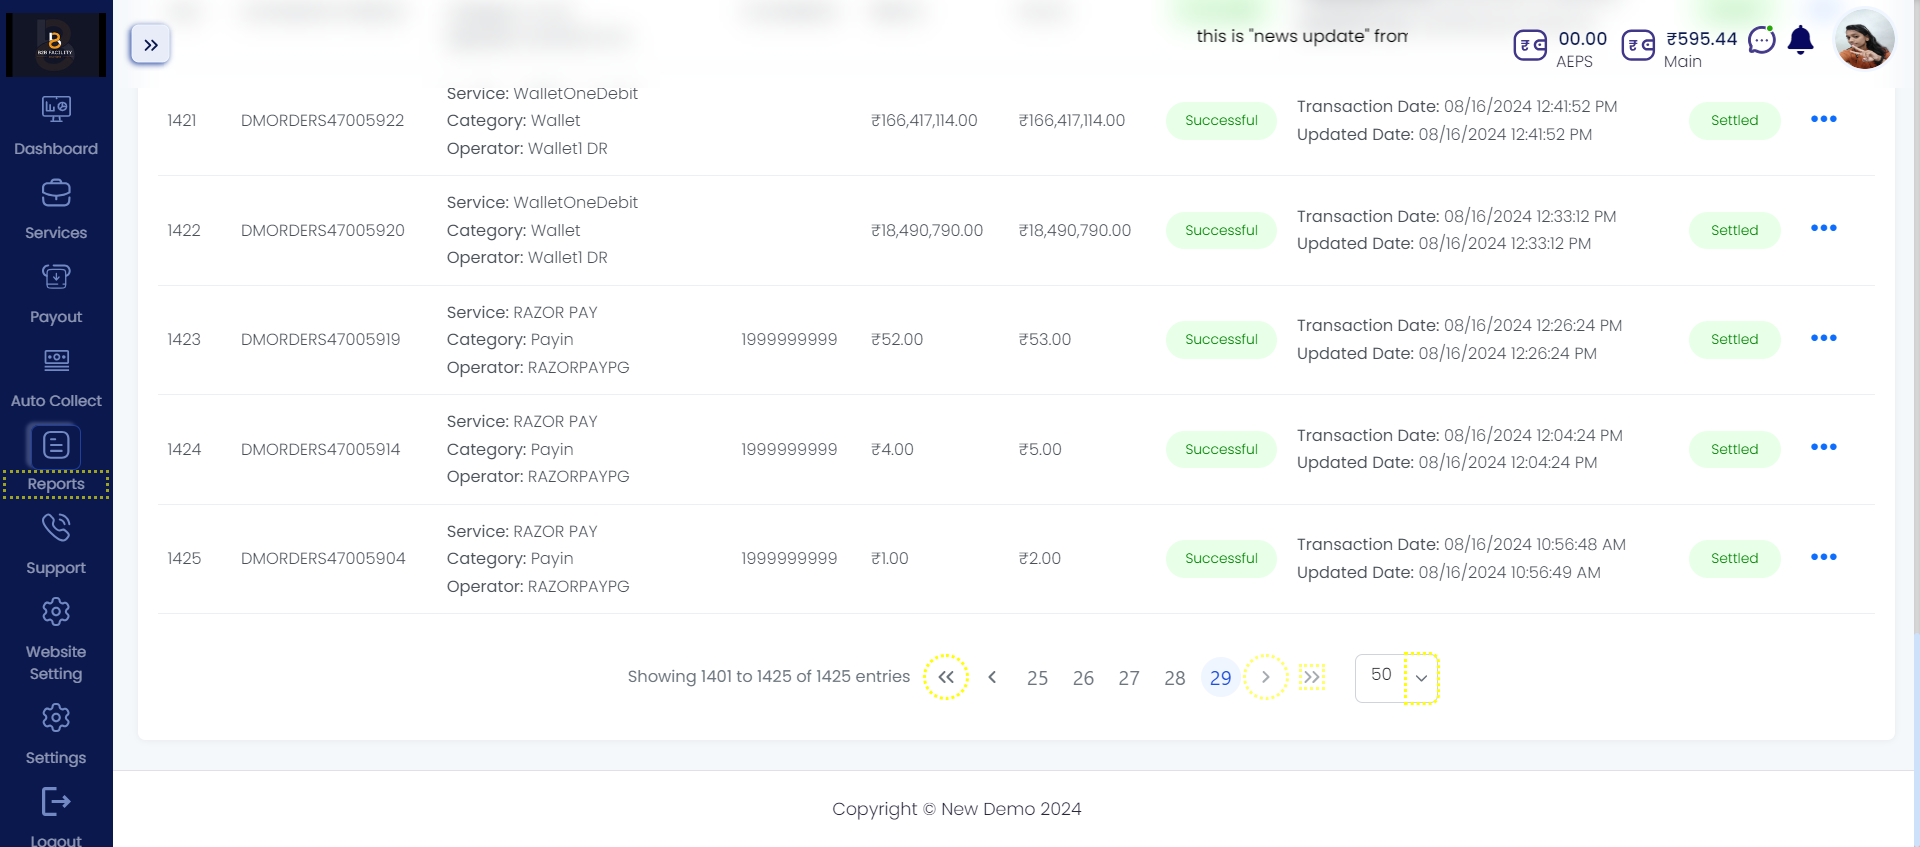 B2B FACILITY
this is "news update" from
00.00
AEPS
₹595.44
Main
Dashboard
Services
Payout
Auto Collect
Reports
Support
Website
Setting
Settings
Logout
Service: WalletOneDebit
1421 DMORDERS47005922 Category: Wallet ₹166,417,114.00 ₹166,417,114.00 Successful Transaction Date: 08/16/2024 12:41:52 PM Settled
Operator: Wallet1 DR Updated Date: 08/16/2024 12:41:52 PM
Service: WalletOneDebit
1422 DMORDERS47005920 Category: Wallet ₹18,490,790.00 ₹18,490,790.00 Successful Transaction Date: 08/16/2024 12:33:12 PM Settled
Operator: Wallet1 DR Updated Date: 08/16/2024 12:33:12 PM
Service: RAZOR PAY
1423 DMORDERS47005919 Category: Payin 1999999999 ₹52.00 ₹53.00 Successful Transaction Date: 08/16/2024 12:26:24 PM Settled
Operator: RAZORPAYPG Updated Date: 08/16/2024 12:26:24 PM
Service: RAZOR PAY
1424 DMORDERS47005914 Category: Payin 1999999999 ₹4.00 ₹5.00 Successful Transaction Date: 08/16/2024 12:04:24 PM Settled
Operator: RAZORPAYPG Updated Date: 08/16/2024 12:04:24 PM
Service: RAZOR PAY
1425 DMORDERS47005904 Category: Payin 1999999999 ₹1.00 ₹2.00 Successful Transaction Date: 08/16/2024 10:56:48 AM Settled
Operator: RAZORPAYPG Updated Date: 08/16/2024 10:56:49 AM
Showing 1401 to 1425 of 1425 entries « ‹ 25 26 27 28 29 › » 50
Copyright © New Demo 2024